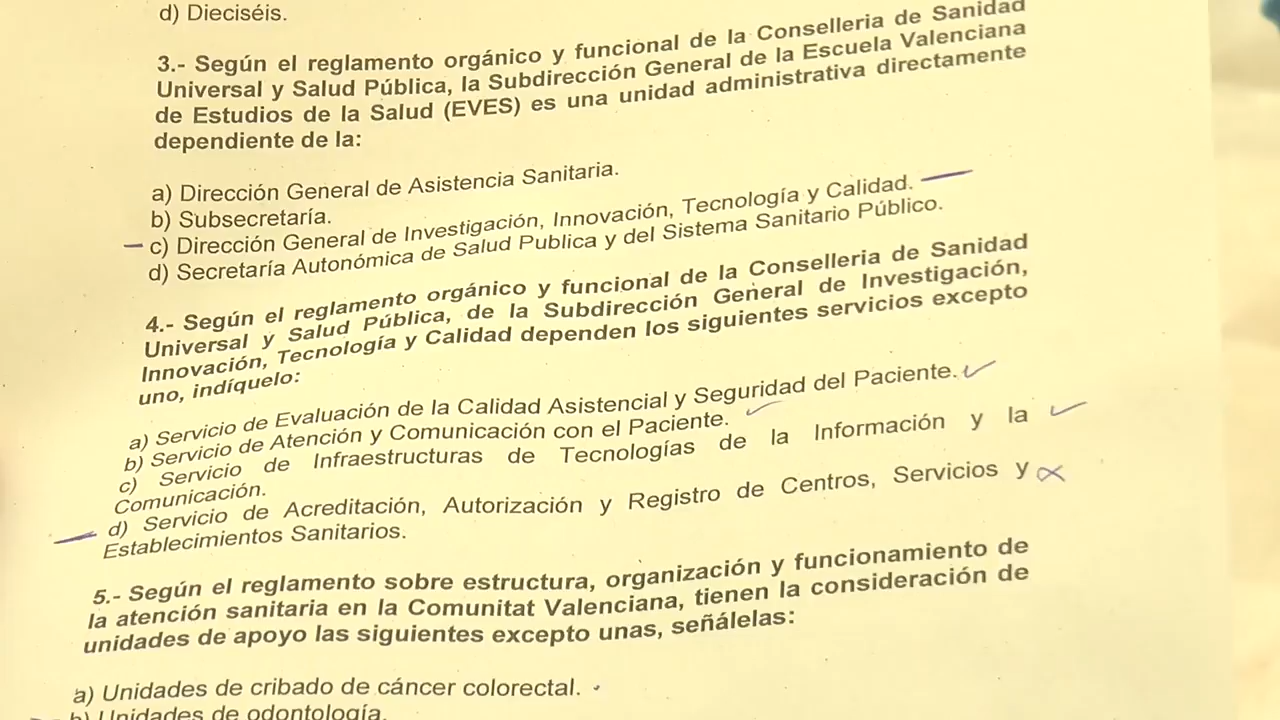 d) Dieciséis.
3.- Según el reglamento orgánico y funcional de la Conselleria de Sanidad
Universal y Salud Pública, la Subdirección General de la Escuela Valenciana
de Estudios de la Salud (EVES) es una unidad administrativa directamente
dependiente de la:
a) Dirección General de Asistencia Sanitaria.
b) Subsecretaría.
c) Dirección General de Investigación, Innovación, Tecnología y Calidad.
d) Secretaría Autonómica de Salud Publica y del Sistema Sanitario Público.
4.- Según el reglamento orgánico y funcional de la Conselleria de Sanidad
Universal y Salud Pública, de la Subdirección General de Investigación,
Innovación, Tecnología y Calidad dependen los siguientes servicios excepto
uno, indíquelo:
a) Servicio de Evaluación de la Calidad Asistencial y Seguridad del Paciente.
b) Servicio de Atención y Comunicación con el Paciente.
c) Servicio de Infraestructuras de Tecnologías de la Información y la
Comunicación.
d) Servicio de Acreditación, Autorización y Registro de Centros, Servicios y
Establecimientos Sanitarios.
5.- Según el reglamento sobre estructura, organización y funcionamiento de
la atención sanitaria en la Comunitat Valenciana, tienen la consideración de
unidades de apoyo las siguientes excepto unas, señálelas:
a) Unidades de cribado de cáncer colorectal.
b) Unidades de odontología.